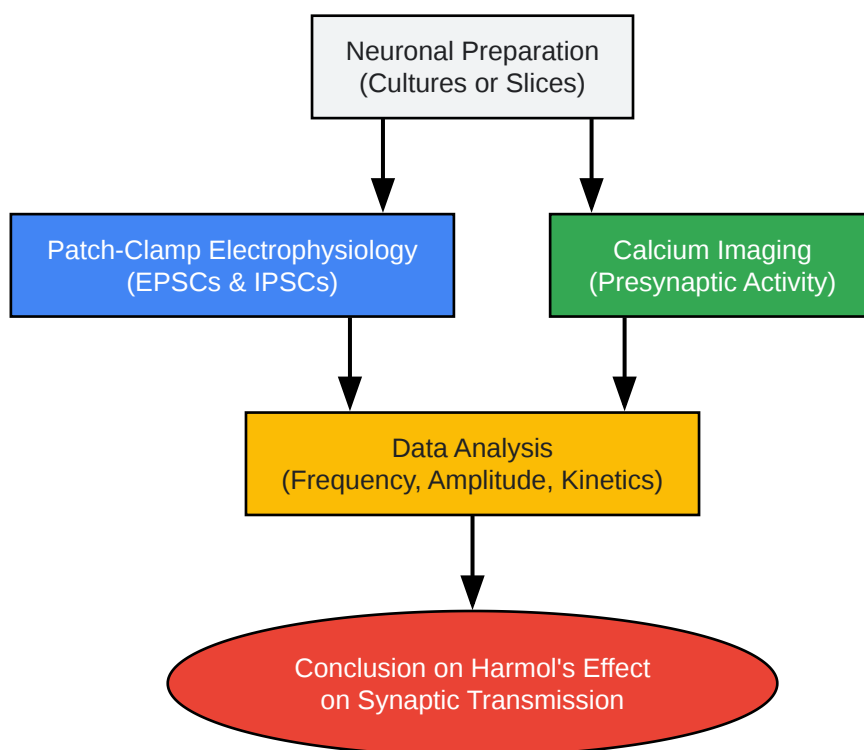 Neuronal Preparation
(Cultures or Slices)
Patch-Clamp Electrophysiology
(EPSCs & IPSCs)
Calcium Imaging
(Presynaptic Activity)
Data Analysis
(Frequency, Amplitude, Kinetics)
Conclusion on Harmol's Effect
on Synaptic Transmission